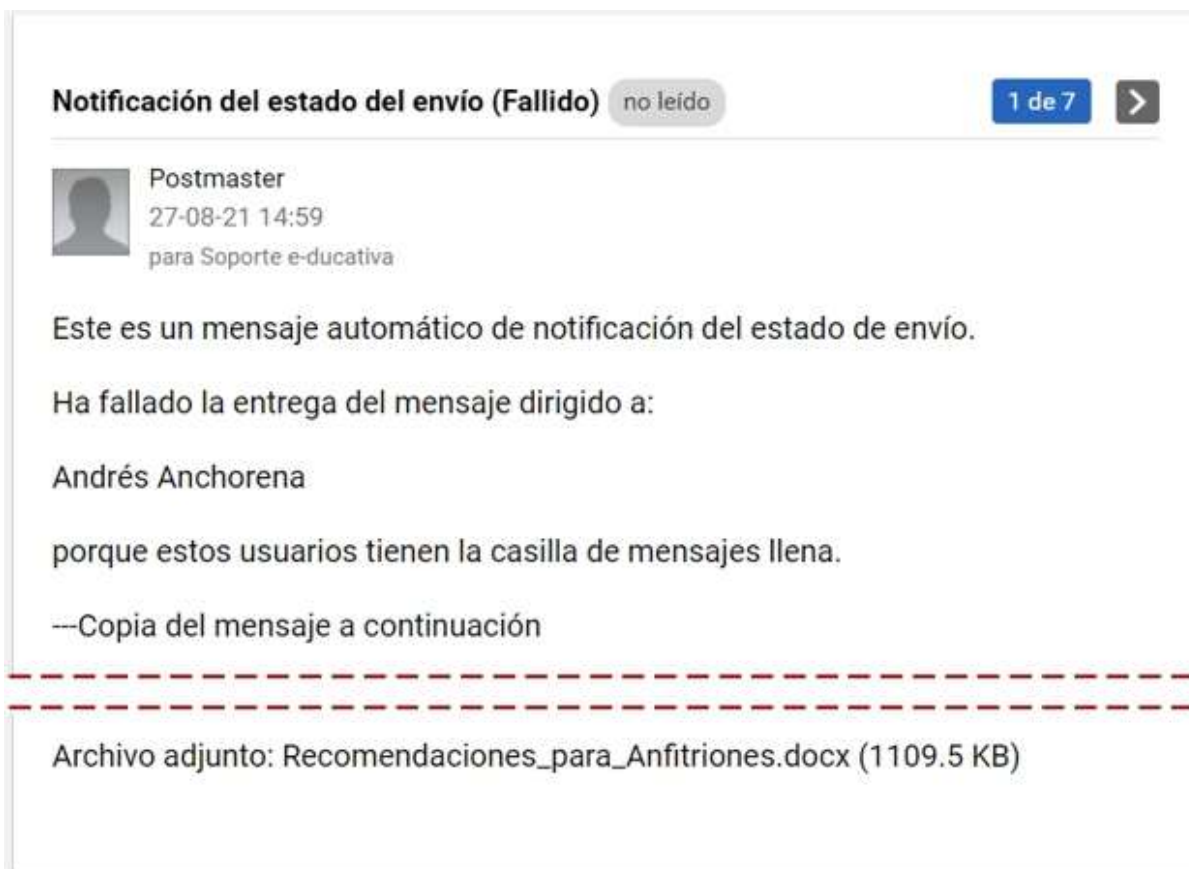 Notificación del estado del envío (Fallido) no leído 1 de 7 >
Postmaster
27-08-21 14:59
para Soporte e-ducativa
Este es un mensaje automático de notificación del estado de envío.
Ha fallado la entrega del mensaje dirigido a:
Andrés Anchorena
porque estos usuarios tienen la casilla de mensajes llena.
---Copia del mensaje a continuación
Archivo adjunto: Recomendaciones_para_Anfitriones.docx (1109.5 KB)